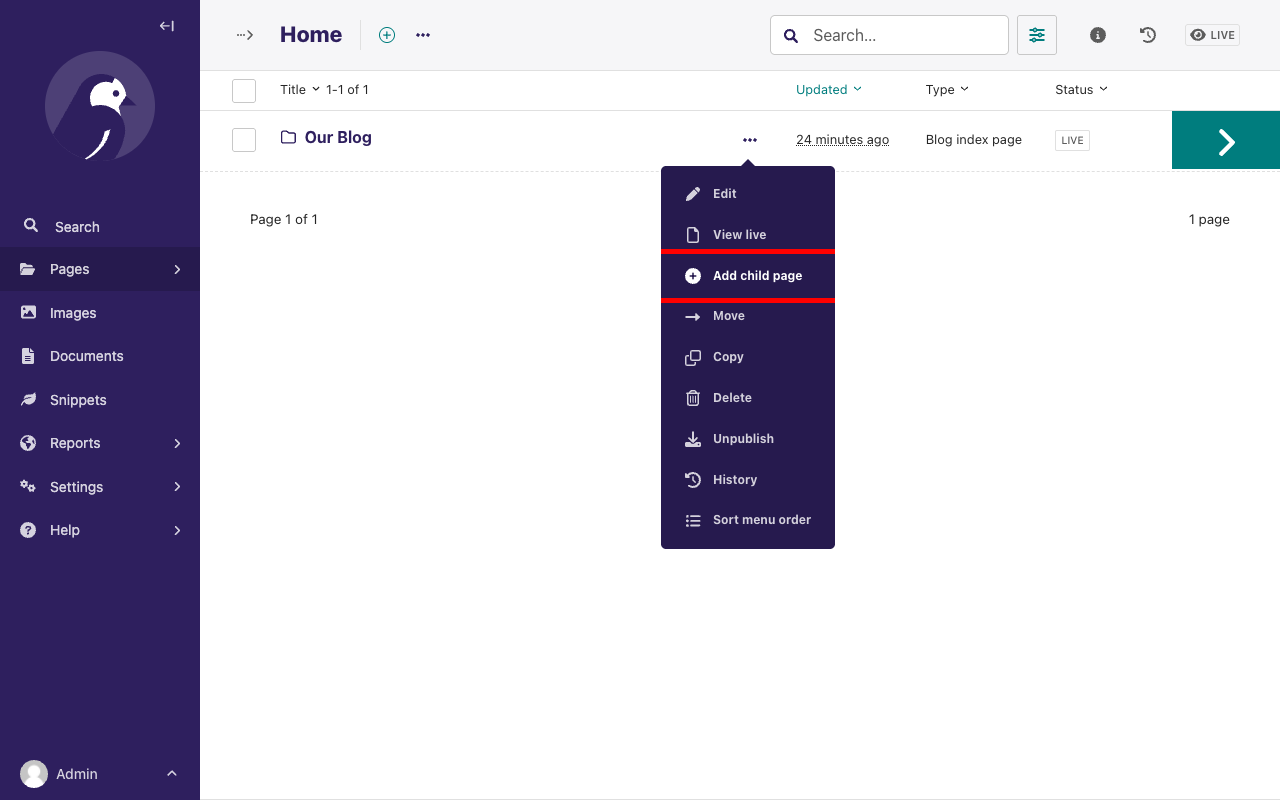 Home
Search...
LIVE
Title 1-1 of 1
Updated
Type
Status
Our Blog
24 minutes ago
Blog index page
LIVE
Edit
View live
Add child page
Move
Copy
Delete
Unpublish
History
Sort menu order
Page 1 of 1
1 page
Search
Pages
Images
Documents
Snippets
Reports
Settings
Help
Admin